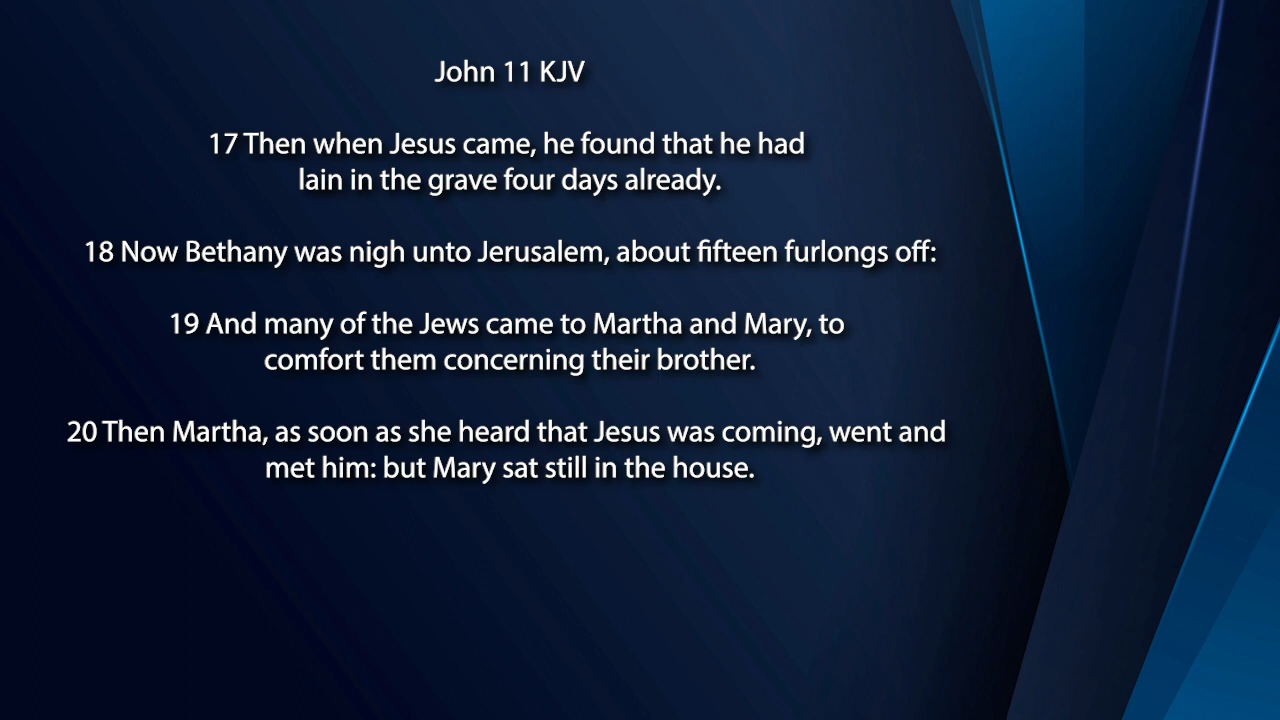 John 11 KJV
17 Then when Jesus came, he found that he had
lain in the grave four days already.
18 Now Bethany was nigh unto Jerusalem, about fifteen furlongs off:
19 And many of the Jews came to Martha and Mary, to
comfort them concerning their brother.
20 Then Martha, as soon as she heard that Jesus was coming, went and
met him: but Mary sat still in the house.